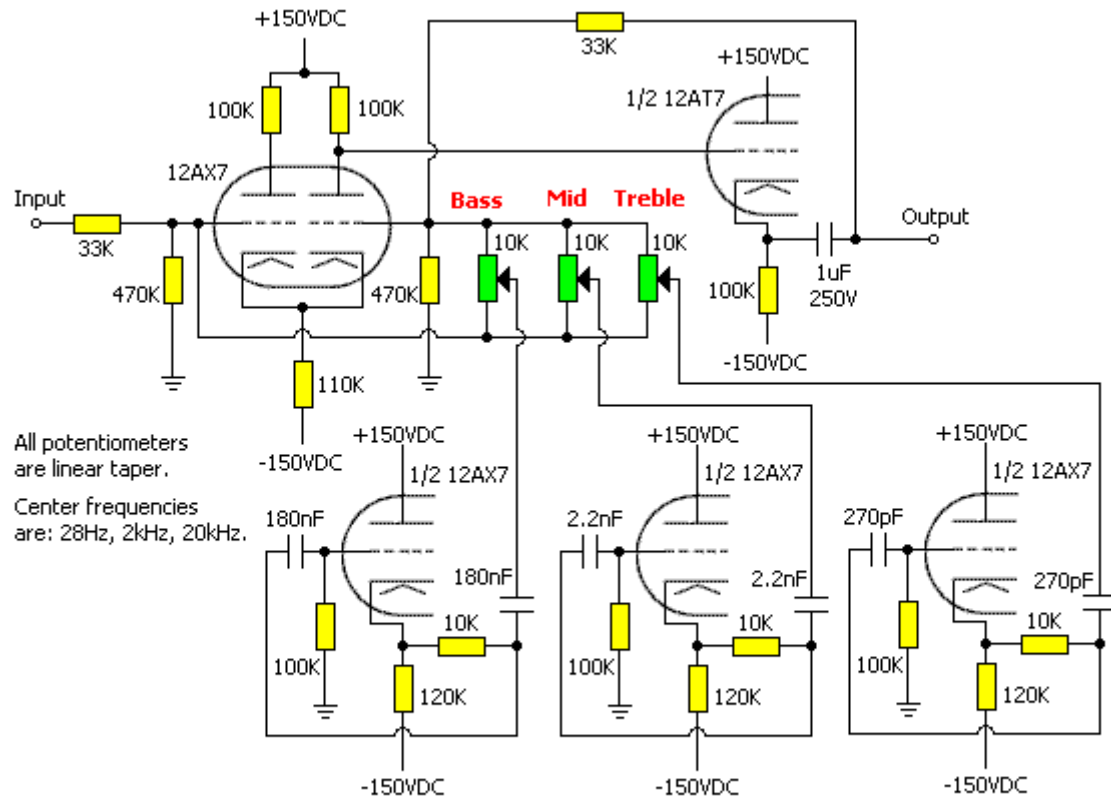 +150VDC
33K
+150VDC
100K
100K
1/2 12AT7
12AX7
Input
Bass
Mid
Treble
Output
33K
10K
10K
10K
470K
470K
100K
1uF
250V
-150VDC
110K
-150VDC
All potentiometers
are linear taper.
Center frequencies
are: 28Hz, 2kHz, 20kHz.
+150VDC
1/2 12AX7
180nF
180nF
10K
100K
120K
-150VDC
+150VDC
1/2 12AX7
2.2nF
2.2nF
10K
100K
120K
-150VDC
+150VDC
1/2 12AX7
270pF
270pF
10K
100K
120K
-150VDC